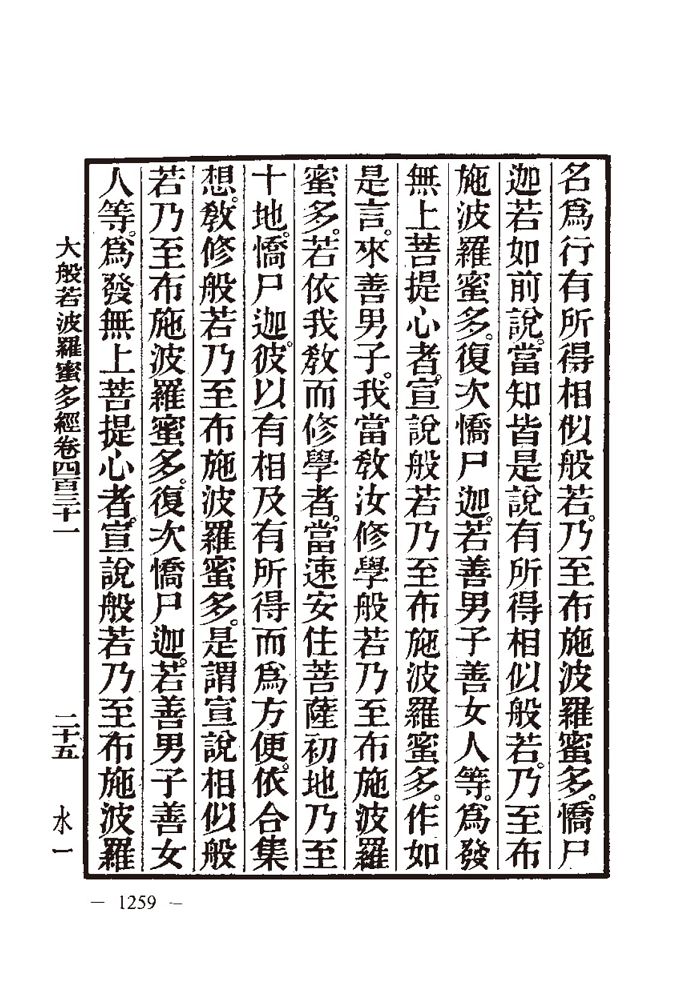 名爲行有所得相似般若。乃至布施波羅蜜多。憍尸
迦若如前說。當知皆是說有所得相似般若。乃至布
施波羅蜜多。復次憍尸迦。若善男子善女人等。爲發
無上菩提心者。宣說般若乃至布施波羅蜜多。作如
是言。來善男子。我當敎汝修學般若乃至布施波羅
蜜多。若依我敎而修學者。當速安住菩薩初地乃至
十地。憍尸迦。彼以有相及有所得而爲方便。依合集
想。敎修般若乃至布施波羅蜜多。是謂宣說相似般
若乃至布施波羅蜜多。復次憍尸迦。若善男子善女
人等。爲發無上菩提心者。宣說般若乃至布施波羅
大般若波羅蜜多經卷四百三十一 二十五 水一
— 1259 —